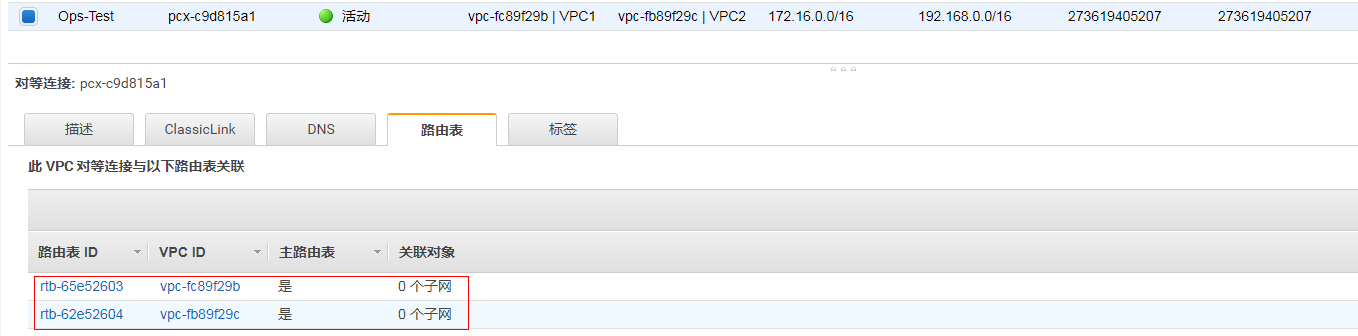 Ops-Test pcx-c9d815a1 活动 vpc-fc89f29b | VPC1 vpc-fb89f29c | VPC2 172.16.0.0/16 192.168.0.0/16 273619405207 273619405207
对等连接: pcx-c9d815a1
描述 ClassicLink DNS 路由表 标签
此 VPC 对等连接与以下路由表关联
路由表 ID VPC ID 主路由表 关联对象
rtb-65e52603 vpc-fc89f29b 是 0 个子网
rtb-62e52604 vpc-fb89f29c 是 0 个子网